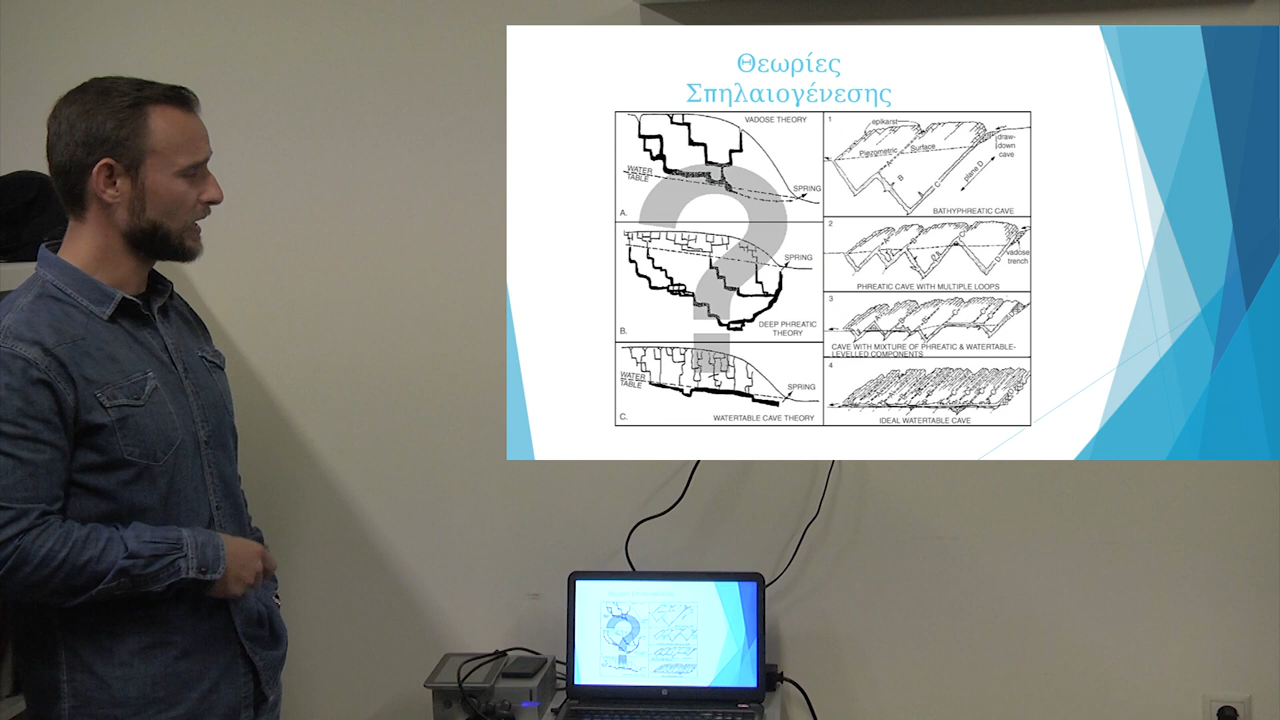 Θεωρίες
Σπηλαιογένεσης
VADOSE THEORY
WATER
TABLE
SPRING
A.
SPRING
B.
DEEP PHREATIC
THEORY
WATER
TABLE
SPRING
C.
WATERTABLE CAVE THEORY
1
epikarst
draw-
down
cave
Piezometric Surface
A
B
C
plane D
BATHYPHREATIC CAVE
2
vadose
trench
PHREATIC CAVE WITH MULTIPLE LOOPS
3
CAVE WITH MIXTURE OF PHREATIC & WATERTABLE-
LEVELLED COMPONENTS
4
IDEAL WATERTABLE CAVE
?